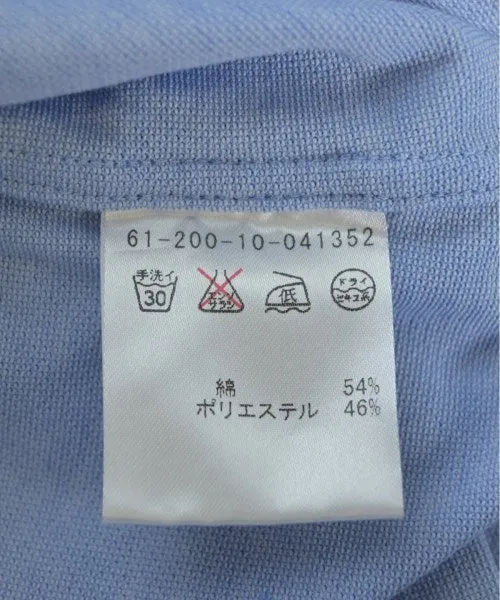 61-200-10-041352
手洗イ
30
エンソ
サラシ
低
ドライ
セキユ系
綿 54%
ポリエステル 46%